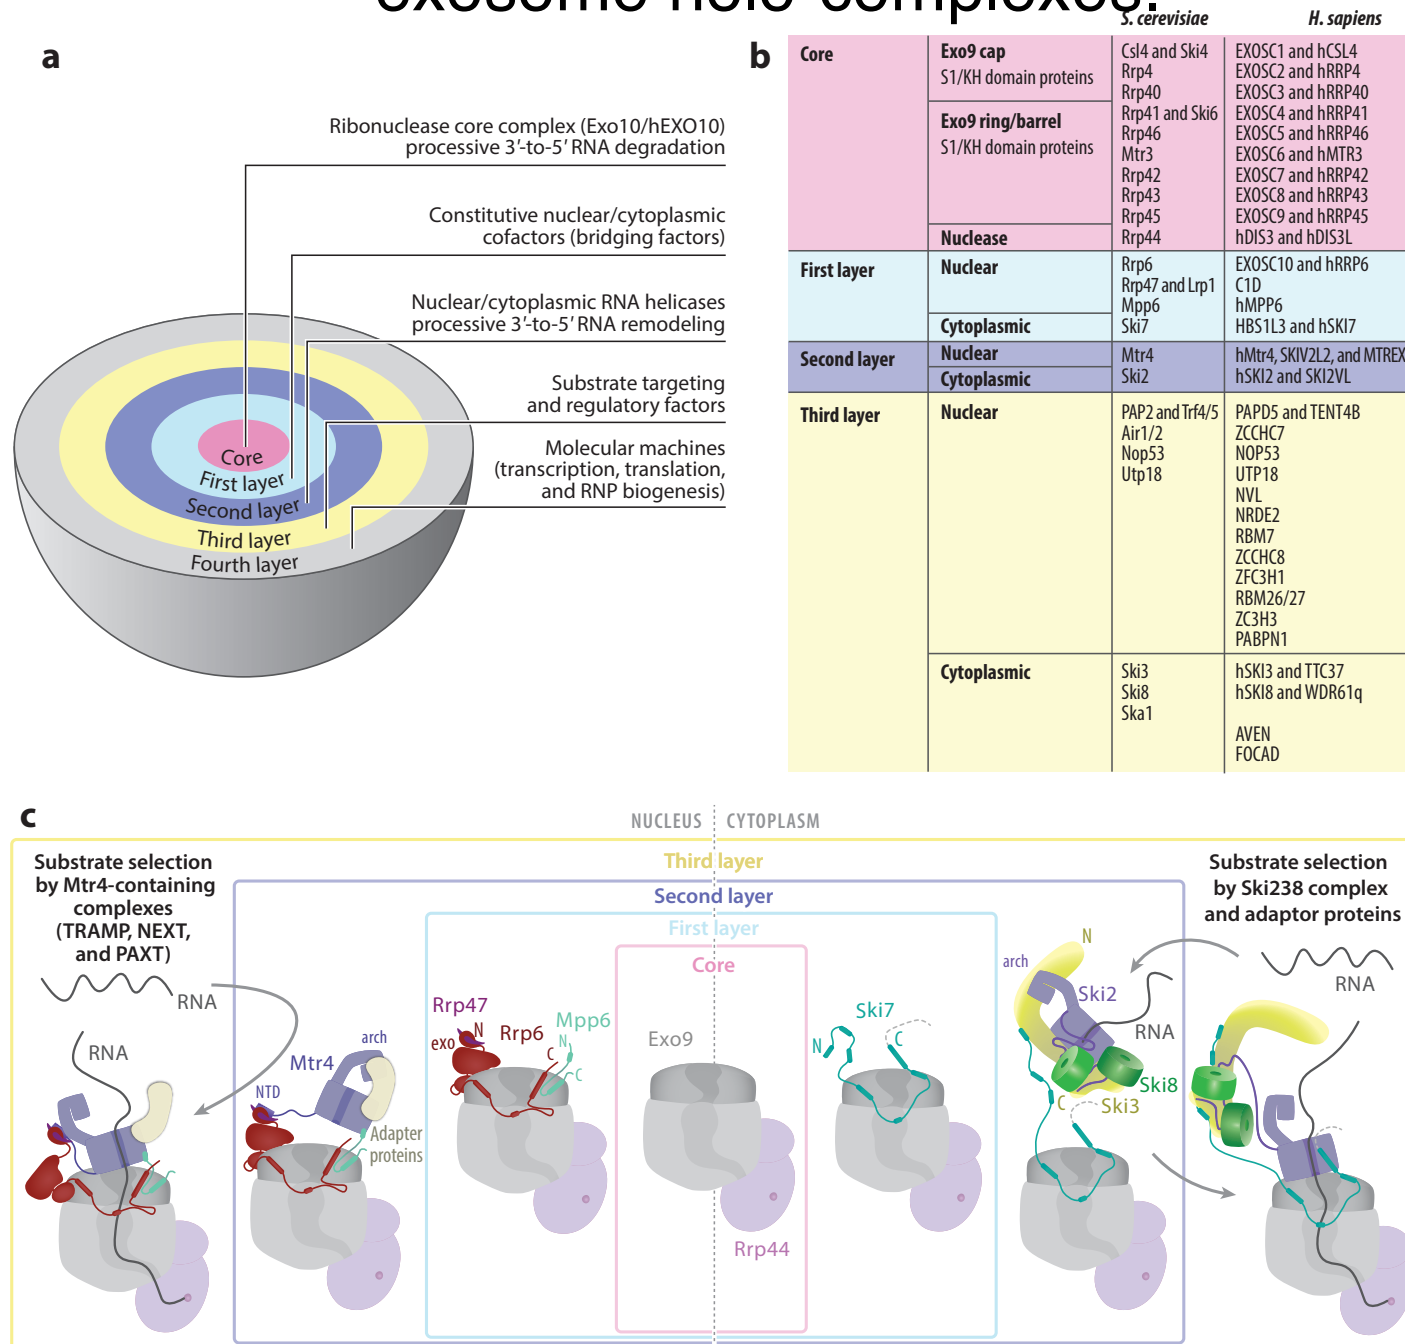 exosome holo-complexes.
a
Ribonuclease core complex (Exo10/hEXO10)
processive 3′-to-5′ RNA degradation
Constitutive nuclear/cytoplasmic
cofactors (bridging factors)
Nuclear/cytoplasmic RNA helicases
processive 3′-to-5′ RNA remodeling
Substrate targeting
and regulatory factors
Molecular machines
(transcription, translation,
and RNP biogenesis)
Core
First layer
Second layer
Third layer
Fourth layer
b
S. cerevisiae H. sapiens
Core Exo9 cap Csl4 and Ski4 EXOSC1 and hCSL4
S1/KH domain proteins Rrp4 EXOSC2 and hRRP4
Rrp40 EXOSC3 and hRRP40
Exo9 ring/barrel Rrp41 and Ski6 EXOSC4 and hRRP41
S1/KH domain proteins Rrp46 EXOSC5 and hRRP46
Mtr3 EXOSC6 and hMTR3
Rrp42 EXOSC7 and hRRP42
Rrp43 EXOSC8 and hRRP43
Rrp45 EXOSC9 and hRRP45
Nuclease Rrp44 hDIS3 and hDIS3L
First layer Nuclear Rrp6 EXOSC10 and hRRP6
Rrp47 and Lrp1 C1D
Mpp6 hMPP6
Cytoplasmic Ski7 HBS1L3 and hSKI7
Second layer Nuclear Mtr4 hMtr4, SKIV2L2, and MTREX
Cytoplasmic Ski2 hSKI2 and SKI2VL
Third layer Nuclear PAP2 and Trf4/5 PAPD5 and TENT4B
Air1/2 ZCCHC7
Nop53 NOP53
Utp18 UTP18
NVL
NRDE2
RBM7
ZCCHC8
ZFC3H1
RBM26/27
ZC3H3
PABPN1
Cytoplasmic Ski3 hSKI3 and TTC37
Ski8 hSKI8 and WDR61q
Ska1
AVEN
FOCAD
c
NUCLEUS CYTOPLASM
Third layer
Second layer
First layer
Core
Substrate selection
by Mtr4-containing
complexes
(TRAMP, NEXT,
and PAXT)
RNA
RNA
arch
Mtr4
NTD
Adapter
proteins
Rrp47
N
exo
Rrp6
C
Mpp6
N
C
Exo9
Rrp44
Ski7
N
C
N
arch
Ski2
RNA
Ski8
C
Ski3
Substrate selection
by Ski238 complex
and adaptor proteins
RNA